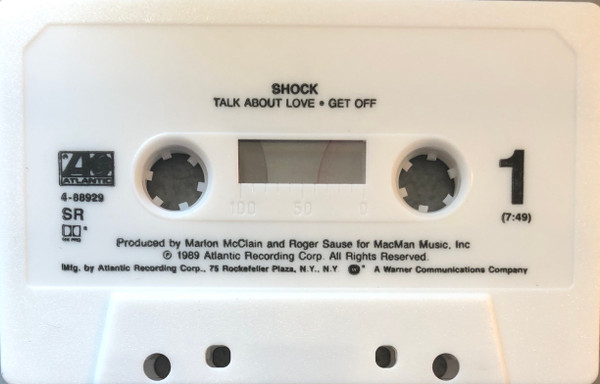 SHOCK
TALK ABOUT LOVE • GET OFF
ATLANTIC
4-88929
SR
1
(7:49)
100 50 0
Produced by Marlon McClain and Roger Sause for MacMan Music, Inc
℗ 1989 Atlantic Recording Corp. All Rights Reserved.
Mfg. by Atlantic Recording Corp., 75 Rockefeller Plaza, N.Y., N.Y. ® A Warner Communications Company